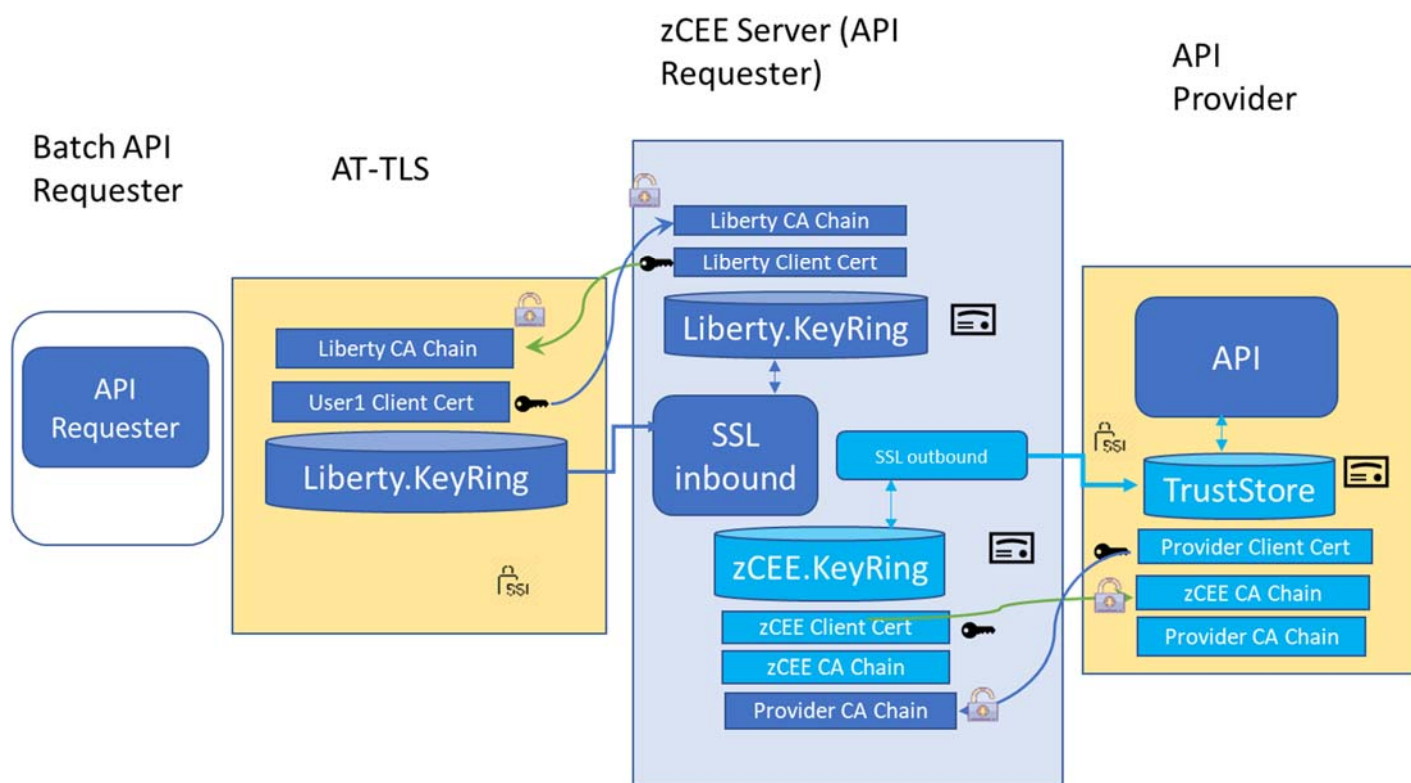 zCEE Server (API
Requester)
API
Provider
Batch API
Requester
AT-TLS
Liberty CA Chain
Liberty Client Cert
Liberty.KeyRing
API
Requester
Liberty CA Chain
User1 Client Cert
Liberty.KeyRing
SSI
SSL
inbound
SSL outbound
zCEE.KeyRing
zCEE Client Cert
zCEE CA Chain
Provider CA Chain
API
SSI
TrustStore
Provider Client Cert
zCEE CA Chain
Provider CA Chain